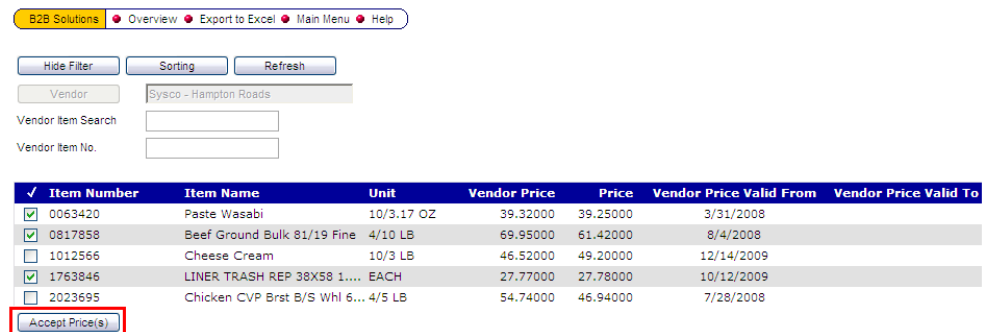 B2B Solutions Overview Export to Excel Main Menu Help
Hide Filter Sorting Refresh
Vendor Sysco - Hampton Roads
Vendor Item Search
Vendor Item No.
✓ Item Number Item Name Unit Vendor Price Price Vendor Price Valid From Vendor Price Valid To
0063420 Paste Wasabi 10/3.17 OZ 39.32000 39.25000 3/31/2008
0817858 Beef Ground Bulk 81/19 Fine 4/10 LB 69.95000 61.42000 8/4/2008
1012566 Cheese Cream 10/3 LB 46.52000 49.20000 12/14/2009
1763846 LINER TRASH REP 38X58 1.... EACH 27.77000 27.78000 10/12/2009
2023695 Chicken CVP Brst B/S Whl 6... 4/5 LB 54.74000 46.94000 7/28/2008
Accept Price(s)